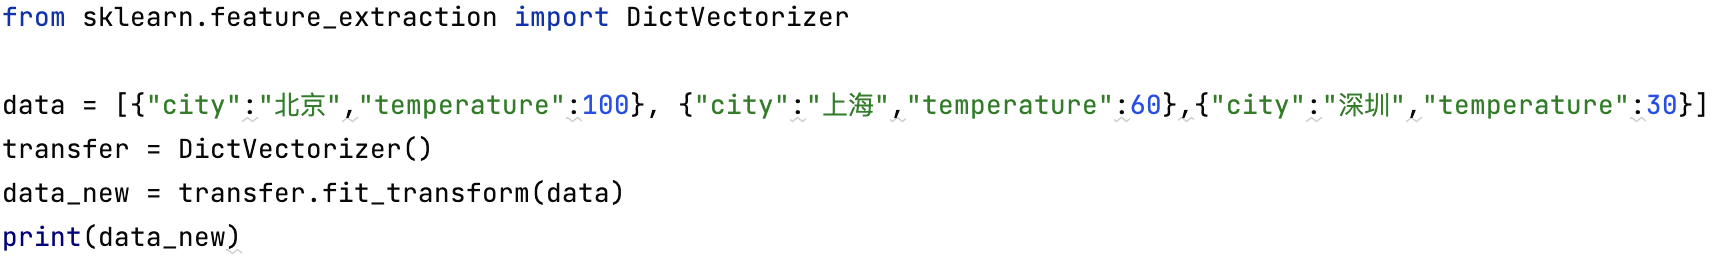 from sklearn.feature_extraction import DictVectorizer
data = [{"city":"北京","temperature":100}, {"city":"上海","temperature":60},{"city":"深圳","temperature":30}]
transfer = DictVectorizer()
data_new = transfer.fit_transform(data)
print(data_new)